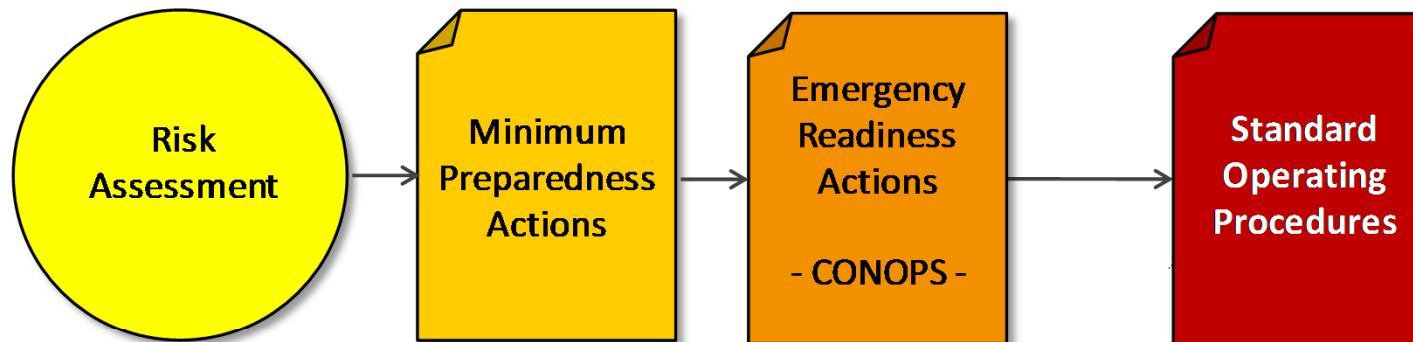 Risk
Assessment
Minimum
Preparedness
Actions
Emergency
Readiness
Actions
- CONOPS -
Standard
Operating
Procedures